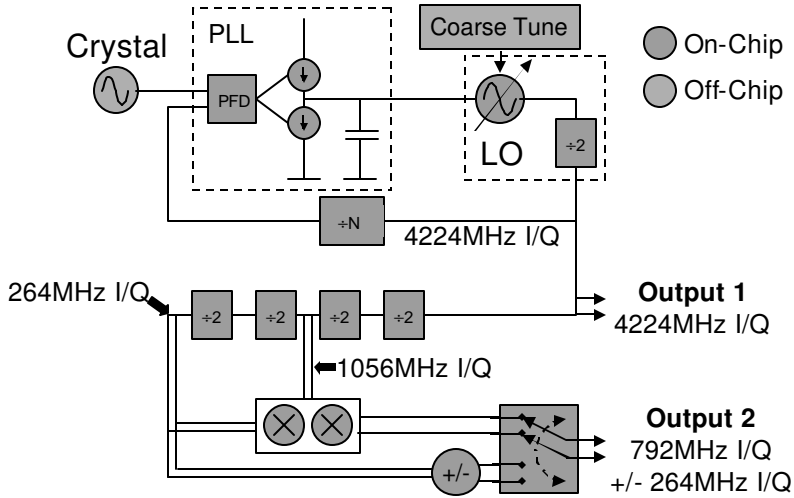 Crystal
PLL
PFD
Coarse Tune
LO
÷2
On-Chip
Off-Chip
÷N
4224MHz I/Q
264MHz I/Q
÷2
÷2
÷2
÷2
Output 1
4224MHz I/Q
1056MHz I/Q
+/-
Output 2
792MHz I/Q
+/- 264MHz I/Q